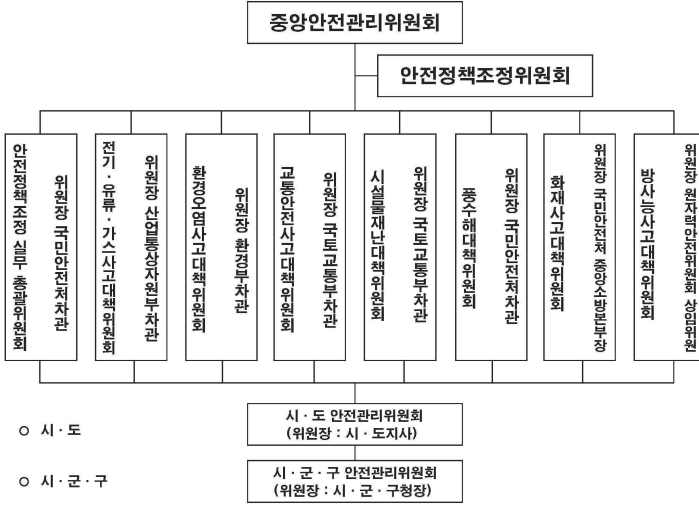 중앙안전관리위원회
안전정책조정위원회
안전정책조정 실무 총괄위원회
위원장 국민안전처차관
전기 · 유류 · 가스사고대책위원회
위원장 산업통상자원부차관
환경오염사고대책위원회
위원장 환경부차관
교통안전사고대책위원회
위원장 국토교통부차관
시설물재난대책위원회
위원장 국토교통부차관
풍수해대책위원회
위원장 국민안전처차관
화재사고대책위원회
위원장 국민안전처 중앙소방본부장
방사능사고대책위원회
위원장 원자력안전위원회 상임위원
시 · 도 안전관리위원회
(위원장 : 시 · 도지사)
○ 시 · 도
시 · 군 · 구 안전관리위원회
(위원장 : 시 · 군 · 구청장)
○ 시 · 군 · 구